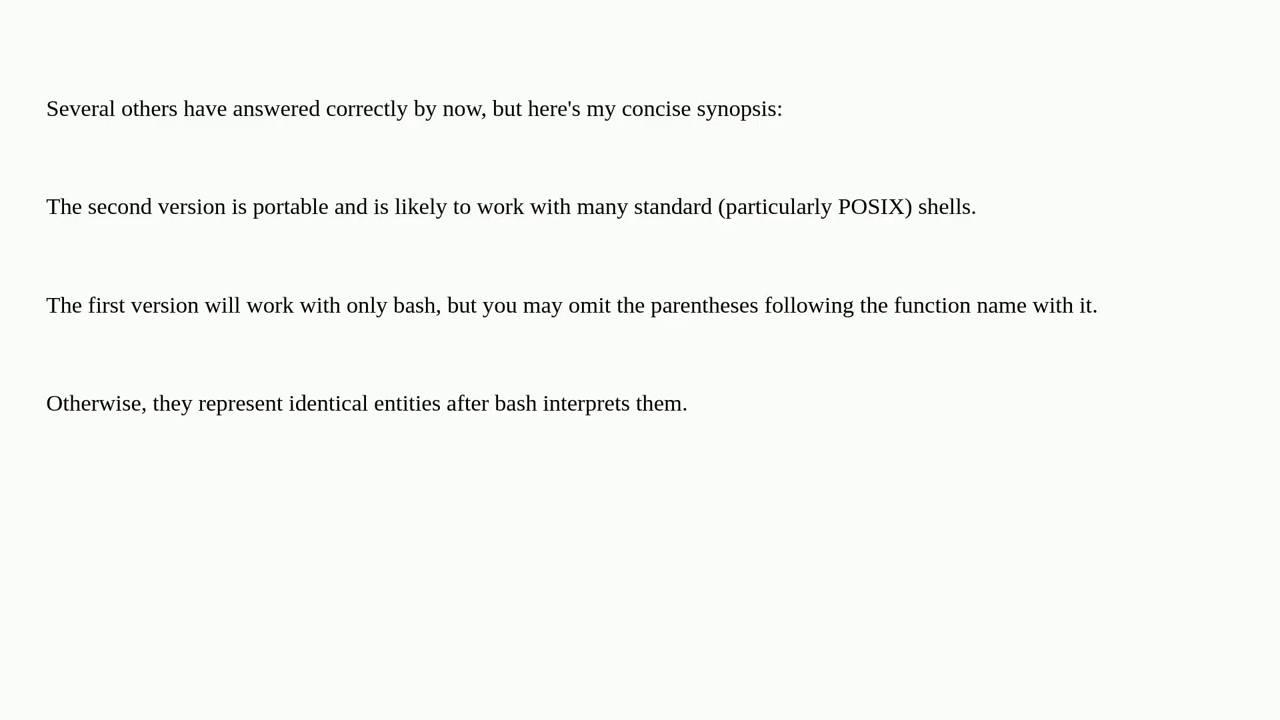 Several others have answered correctly by now, but here's my concise synopsis:
The second version is portable and is likely to work with many standard (particularly POSIX) shells.
The first version will work with only bash, but you may omit the parentheses following the function name with it.
Otherwise, they represent identical entities after bash interprets them.